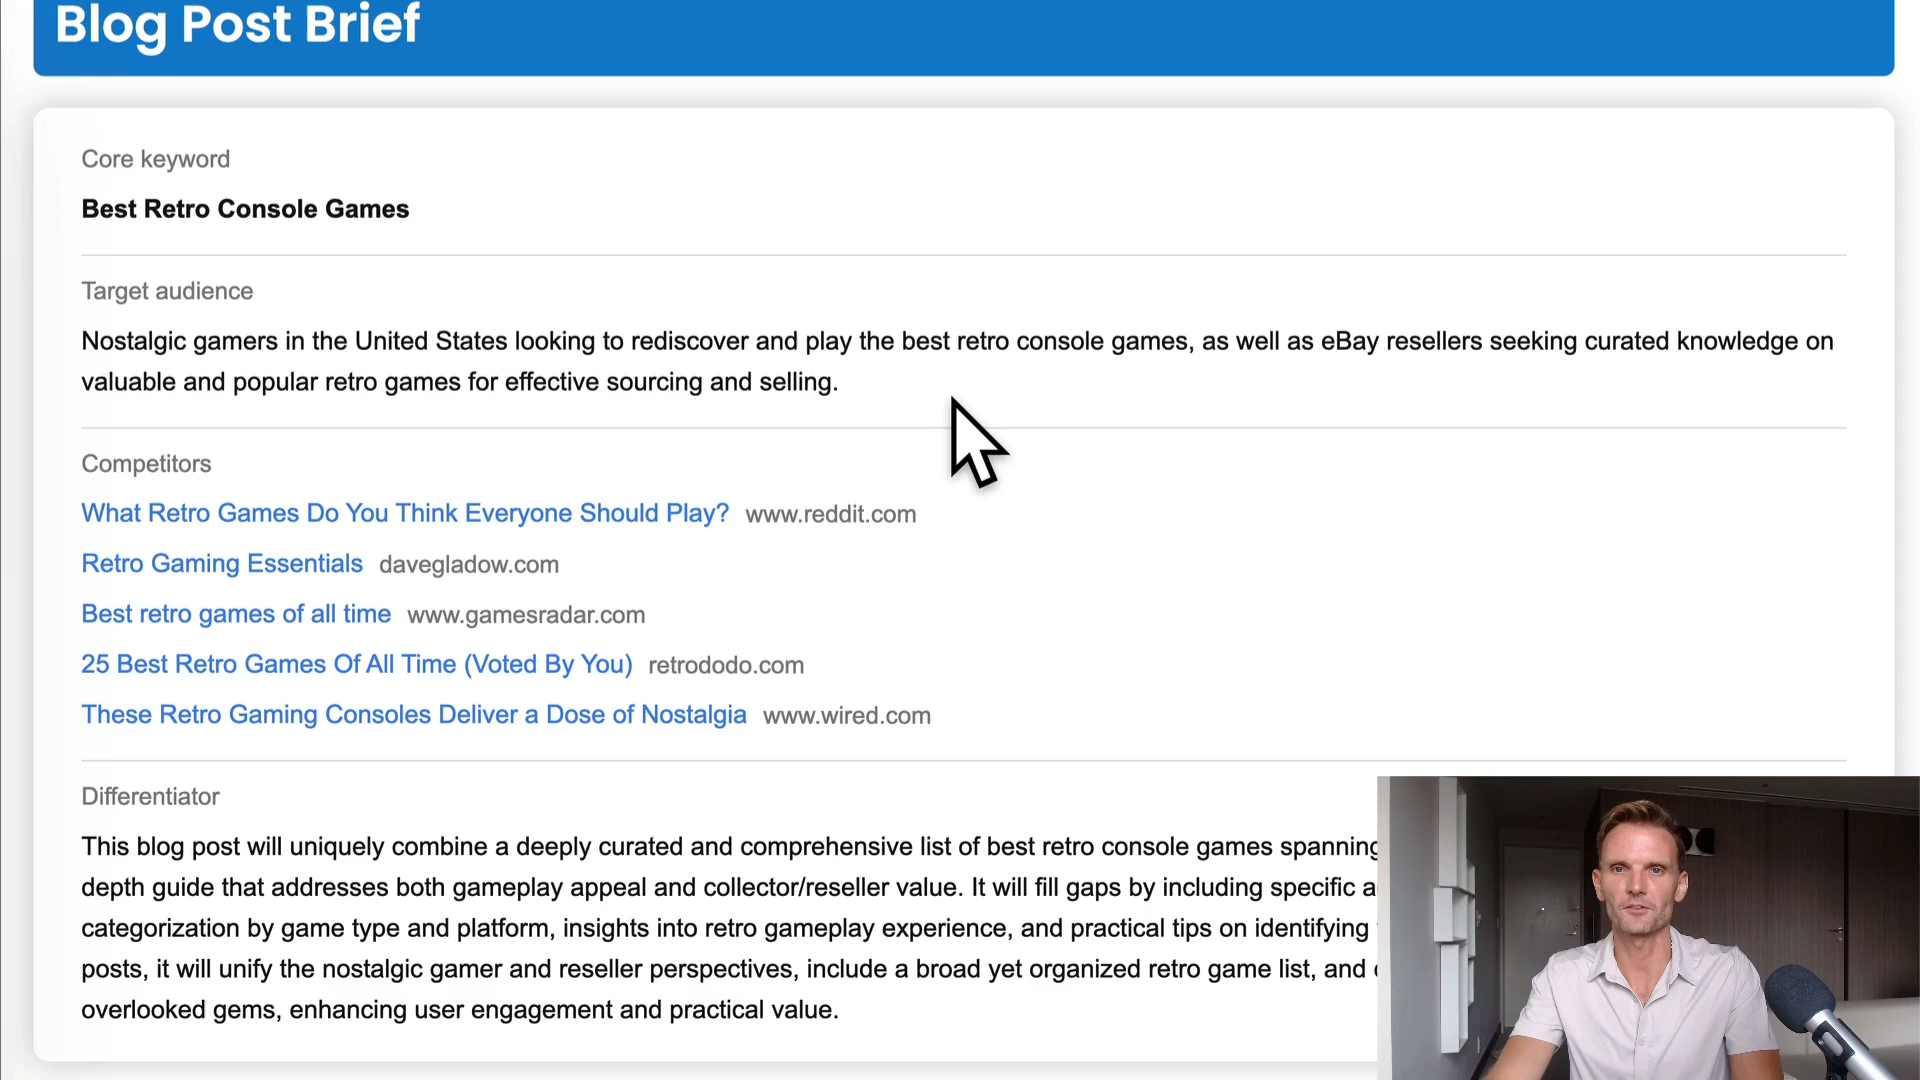 Blog Post Brief
Core keyword
Best Retro Console Games
Target audience
Nostalgic gamers in the United States looking to rediscover and play the best retro console games, as well as eBay resellers seeking curated knowledge on
valuable and popular retro games for effective sourcing and selling.
Competitors
What Retro Games Do You Think Everyone Should Play? www.reddit.com
Retro Gaming Essentials davegladow.com
Best retro games of all time www.gamesradar.com
25 Best Retro Games Of All Time (Voted By You) retrododo.com
These Retro Gaming Consoles Deliver a Dose of Nostalgia www.wired.com
Differentiator
This blog post will uniquely combine a deeply curated and comprehensive list of best retro console games spanning
depth guide that addresses both gameplay appeal and collector/reseller value. It will fill gaps by including specific
categorization by game type and platform, insights into retro gameplay experience, and practical tips on identifying
posts, it will unify the nostalgic gamer and reseller perspectives, include a broad yet organized retro game list, and
overlooked gems, enhancing user engagement and practical value.